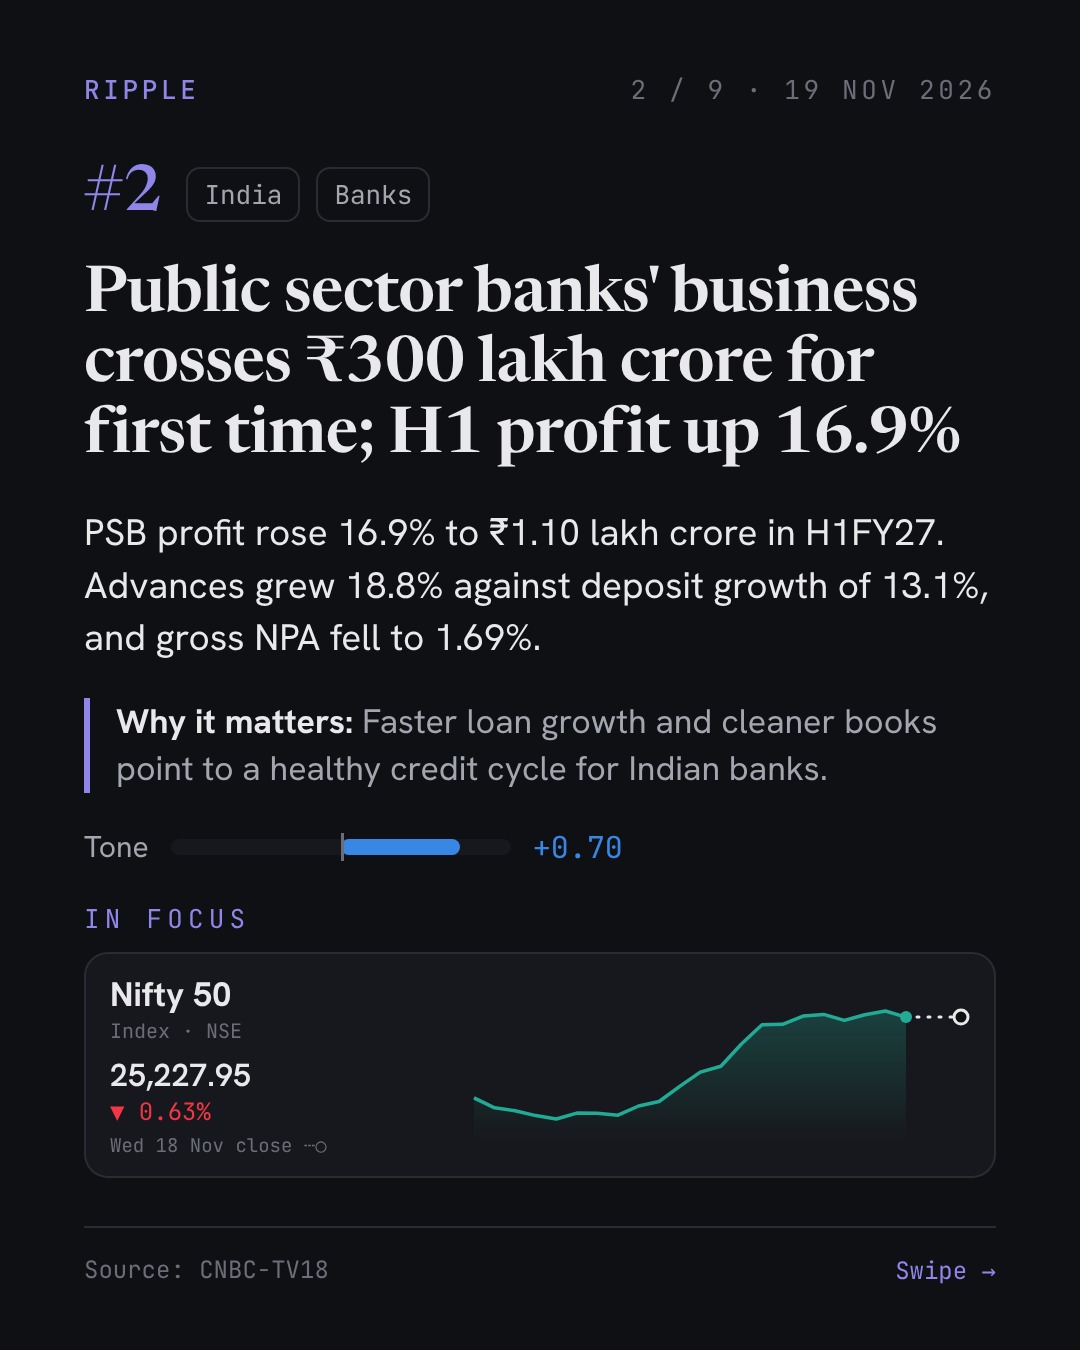 RIPPLE
2 / 9 · 19 NOV 2026
#2 India Banks
Public sector banks' business
crosses ₹300 lakh crore for
first time; H1 profit up 16.9%
PSB profit rose 16.9% to ₹1.10 lakh crore in H1FY27.
Advances grew 18.8% against deposit growth of 13.1%,
and gross NPA fell to 1.69%.
Why it matters: Faster loan growth and cleaner books
point to a healthy credit cycle for Indian banks.
Tone +0.70
IN FOCUS
Nifty 50
Index · NSE
25,227.95
▼ 0.63%
Wed 18 Nov close
Source: CNBC-TV18
Swipe →